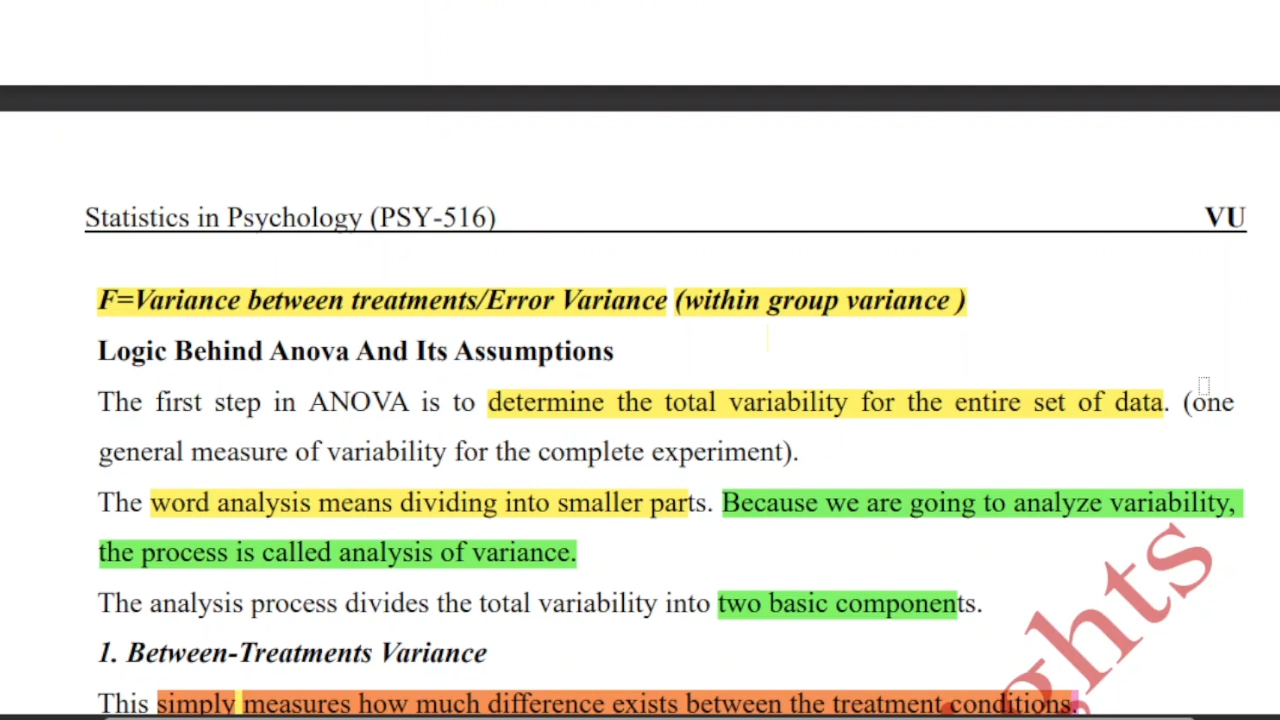 Statistics in Psychology (PSY-516) VU
F=Variance between treatments/Error Variance (within group variance )
Logic Behind Anova And Its Assumptions
The first step in ANOVA is to determine the total variability for the entire set of data. (one
general measure of variability for the complete experiment).
The word analysis means dividing into smaller parts. Because we are going to analyze variability,
the process is called analysis of variance.
The analysis process divides the total variability into two basic components.
1. Between-Treatments Variance
This simply measures how much difference exists between the treatment conditions.
ghts